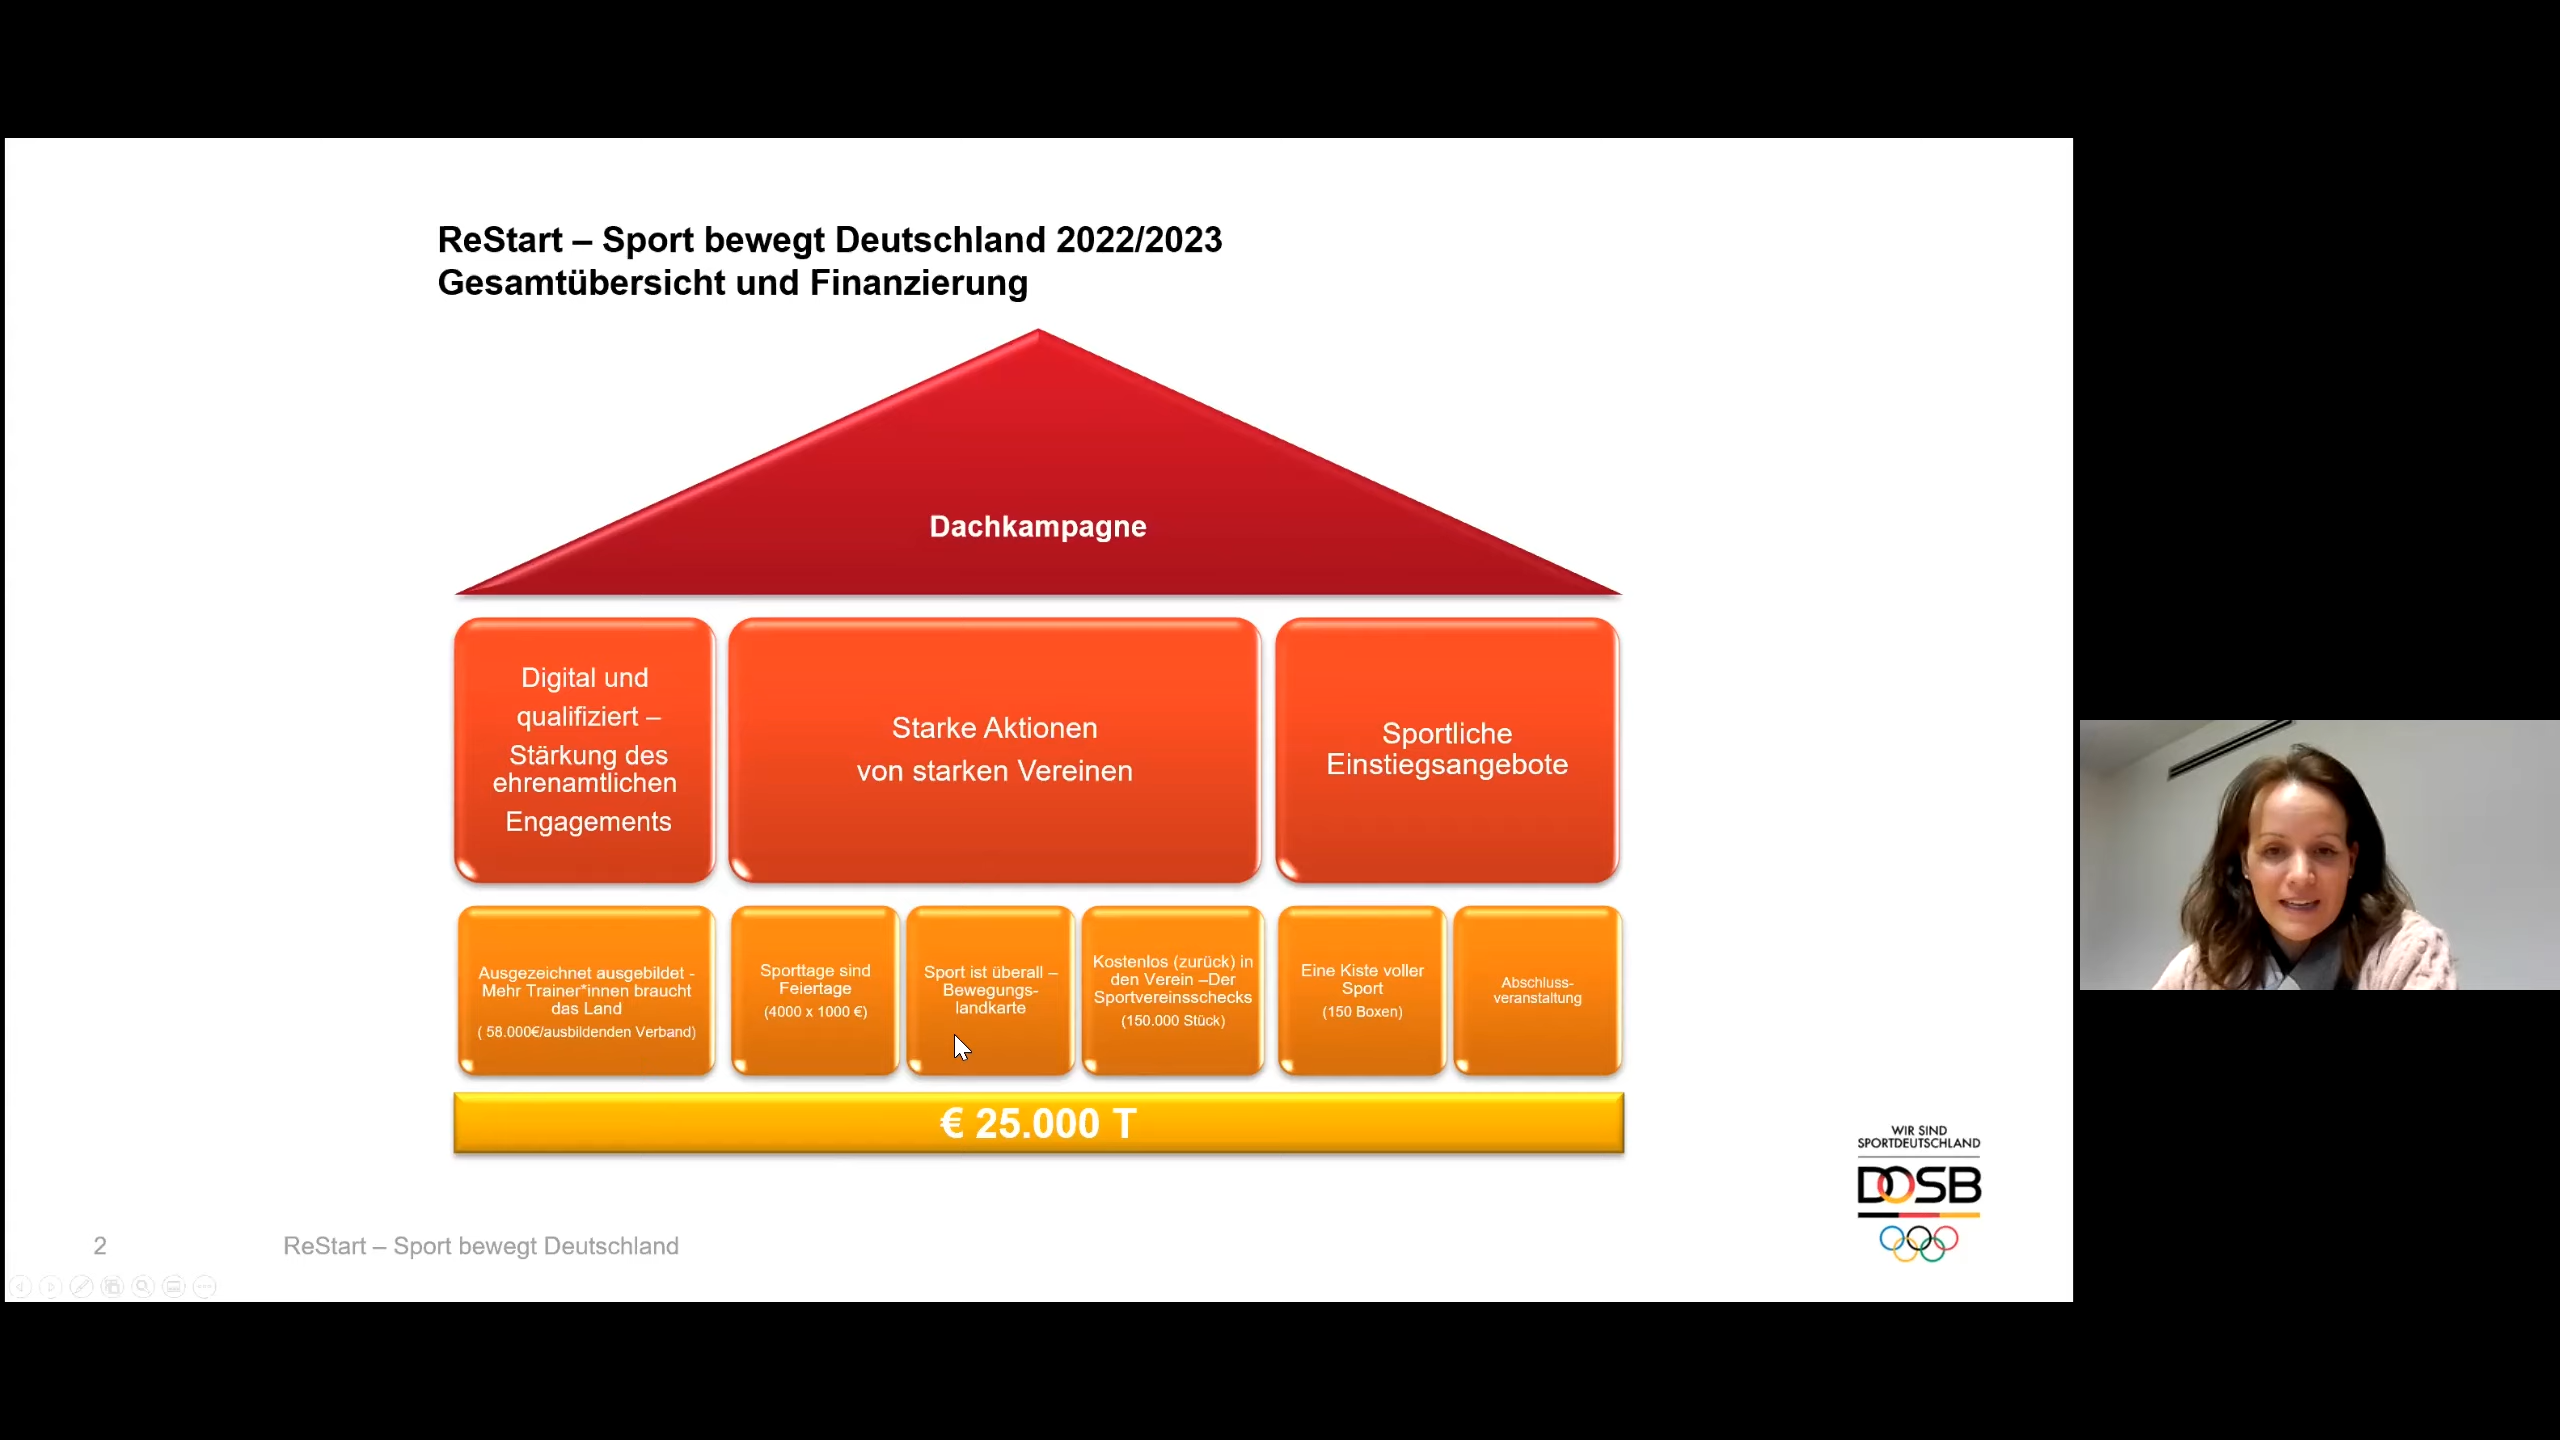 ReStart – Sport bewegt Deutschland 2022/2023
Gesamtübersicht und Finanzierung
Dachkampagne
Digital und
qualifiziert –
Stärkung des
ehrenamtlichen
Engagements
Starke Aktionen
von starken Vereinen
Sportliche
Einstiegsangebote
Ausgezeichnet ausgebildet -
Mehr Trainer*innen braucht
das Land
( 58.000€/ausbildenden Verband)
Sporttage sind
Feiertage
(4000 x 1000 €)
Sport ist überall –
Bewegungs-
landkarte
Kostenlos (zurück) in
den Verein –Der
Sportvereinsschecks
(150.000 Stück)
Eine Kiste voller
Sport
(150 Boxen)
Abschluss-
veranstaltung
€ 25.000 T
WIR SIND
SPORTDEUTSCHLAND
DOSB
2
ReStart – Sport bewegt Deutschland